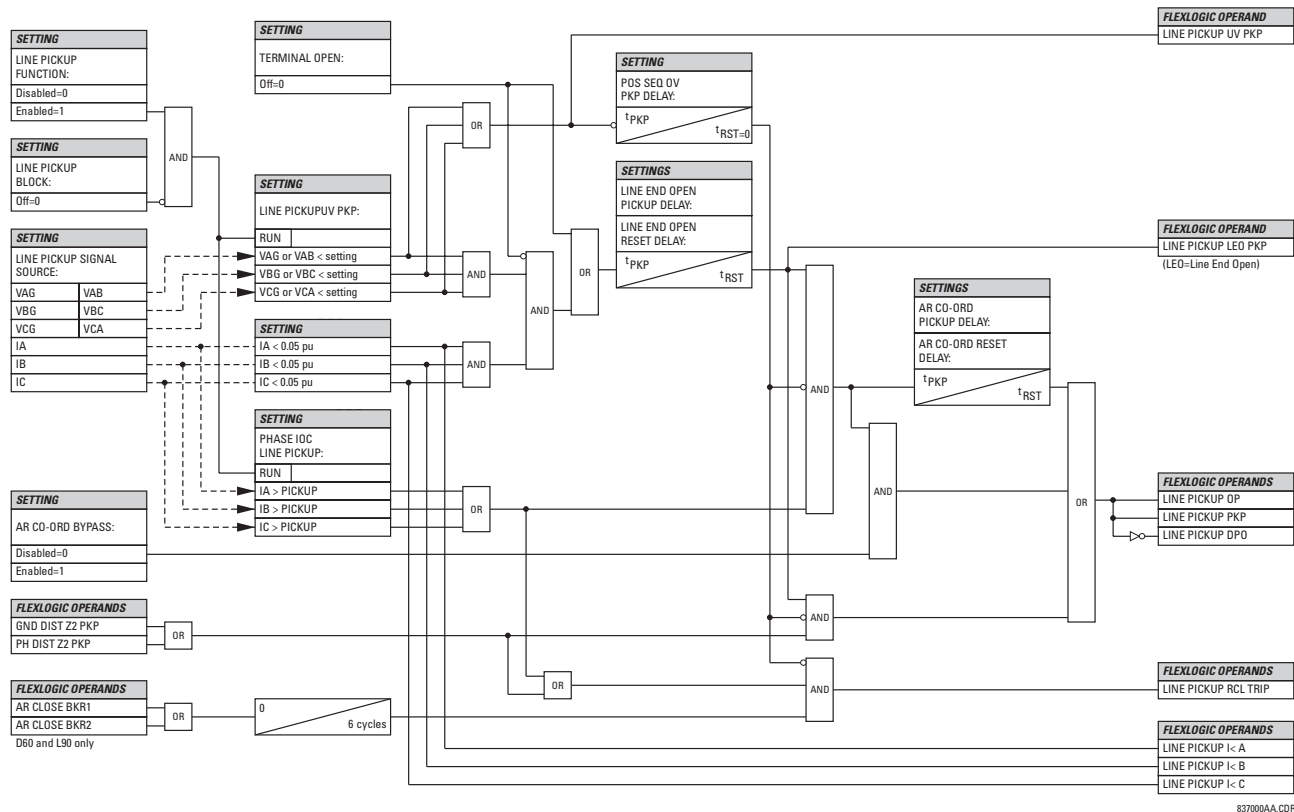 SETTING
LINE PICKUP
FUNCTION:
Disabled=0
Enabled=1
SETTING
LINE PICKUP
BLOCK:
Off=0
AND
SETTING
LINE PICKUP SIGNAL
SOURCE:
VAG VAB
VBG VBC
VCG VCA
IA
IB
IC
SETTING
AR CO-ORD BYPASS:
Disabled=0
Enabled=1
FLEXLOGIC OPERANDS
GND DIST Z2 PKP
PH DIST Z2 PKP
OR
FLEXLOGIC OPERANDS
AR CLOSE BKR1
AR CLOSE BKR2
D60 and L90 only
OR
0
6 cycles
SETTING
TERMINAL OPEN:
Off=0
SETTING
LINE PICKUPUV PKP:
RUN
VAG or VAB < setting
VBG or VBC < setting
VCG or VCA < setting
SETTING
IA < 0.05 pu
IB < 0.05 pu
IC < 0.05 pu
SETTING
PHASE IOC
LINE PICKUP:
RUN
IA > PICKUP
IB > PICKUP
IC > PICKUP
OR
AND
AND
OR
AND
OR
OR
SETTING
POS SEQ OV
PKP DELAY:
tPKP
tRST=0
SETTINGS
LINE END OPEN
PICKUP DELAY:
LINE END OPEN
RESET DELAY:
tPKP
tRST
AND
AND
AND
AND
SETTINGS
AR CO-ORD
PICKUP DELAY:
AR CO-ORD RESET
DELAY:
tPKP
tRST
OR
FLEXLOGIC OPERAND
LINE PICKUP UV PKP
FLEXLOGIC OPERAND
LINE PICKUP LEO PKP
(LEO=Line End Open)
FLEXLOGIC OPERANDS
LINE PICKUP OP
LINE PICKUP PKP
LINE PICKUP DPO
FLEXLOGIC OPERANDS
LINE PICKUP RCL TRIP
FLEXLOGIC OPERANDS
LINE PICKUP I< A
LINE PICKUP I< B
LINE PICKUP I< C
837000AA.CDR